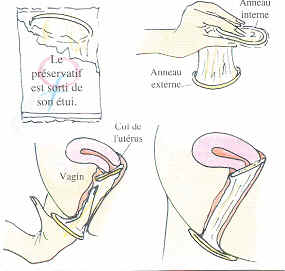 Le
préservatif
est sorti de
son étui.
Anneau
interne
Anneau
externe
Col de
l'utérus
Vagin